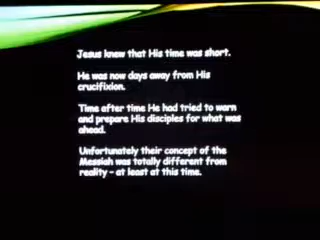 Jesus knew that His time was short.
He was now days away from His
crucifixion.
Time after time He had tried to warn
and prepare His disciples for what was
ahead.
Unfortunately their concept of the
Messiah was totally different from
reality – at least at this time.